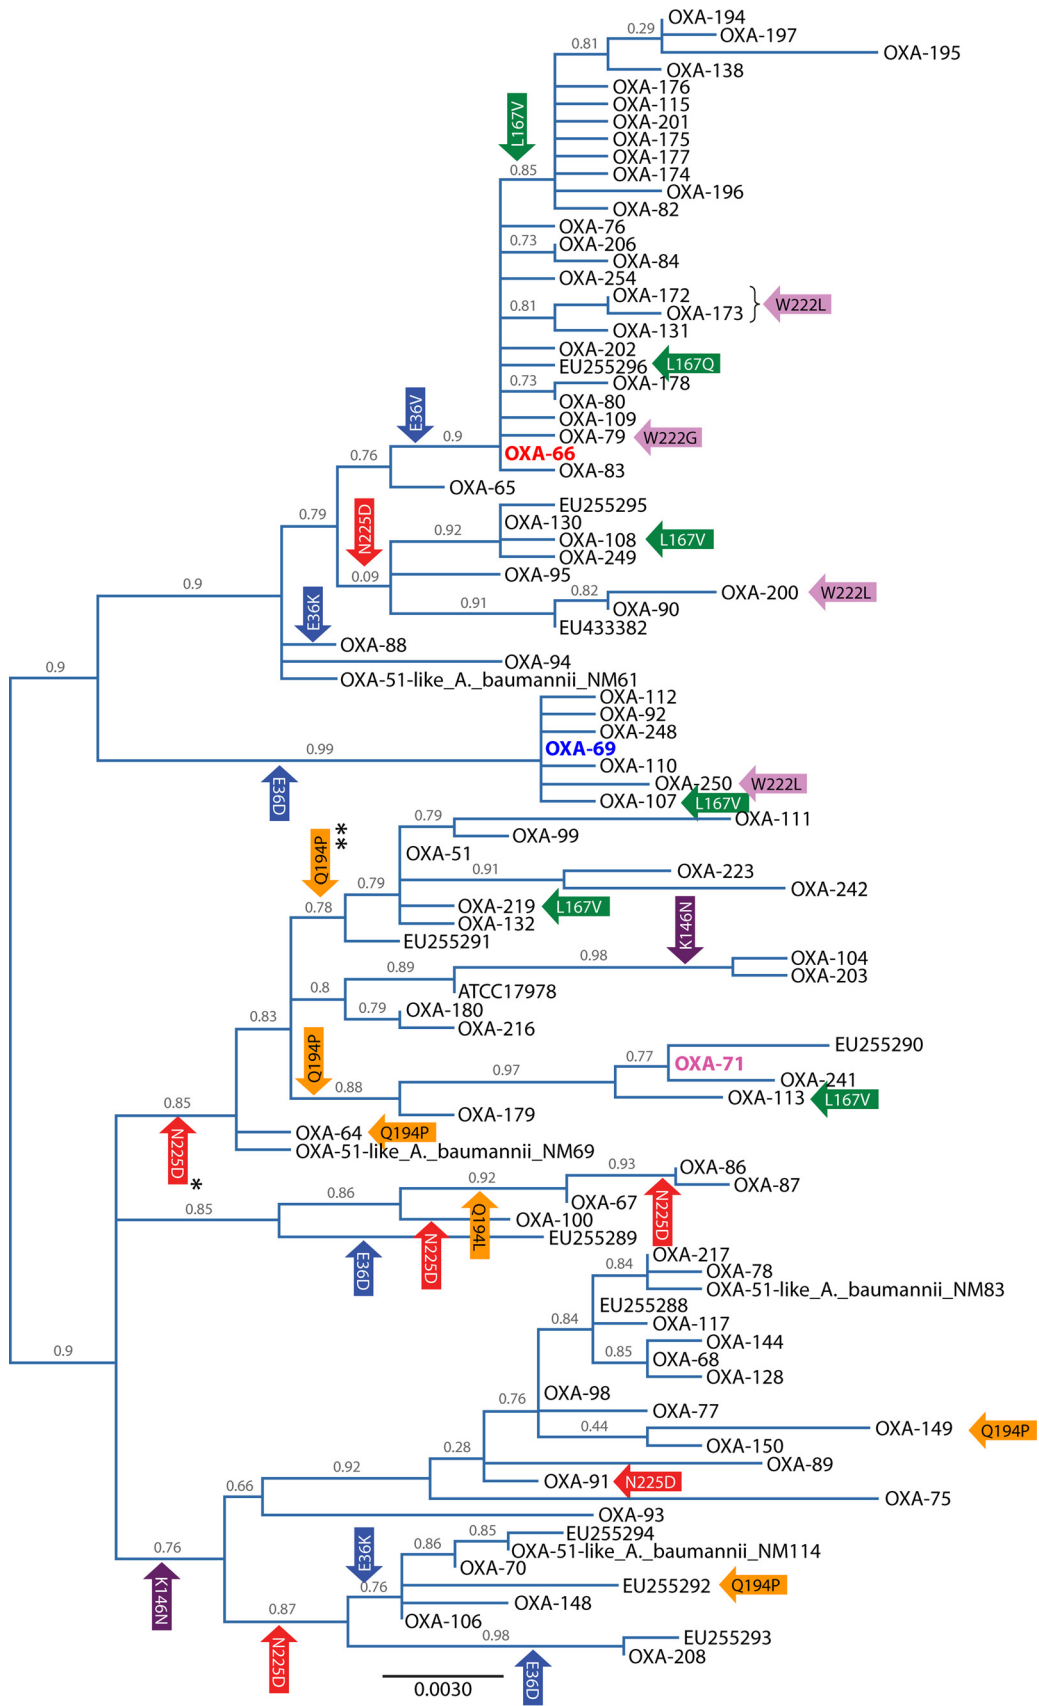 OXA-194
0.29
OXA-197
0.81
OXA-195
OXA-138
OXA-176
OXA-115
L167V
OXA-201
OXA-175
OXA-177
0.85
OXA-174
OXA-196
OXA-82
OXA-76
0.73
OXA-206
OXA-84
OXA-254
OXA-172
0.81
OXA-173
W222L
OXA-131
OXA-202
EU255296
L167Q
0.73
OXA-178
OXA-80
E36V
OXA-109
0.9
OXA-79
W222G
OXA-66
0.76
OXA-83
OXA-65
N225D
EU255295
0.79
0.92
OXA-130
OXA-108
L167V
OXA-249
0.09
OXA-95
0.9
E36K
0.82
OXA-200
W222L
0.91
OXA-90
EU433382
OXA-88
0.9
OXA-94
OXA-51-like_A._baumannii_NM61
OXA-112
OXA-92
OXA-248
0.99
OXA-69
OXA-110
E36D
OXA-250
W222L
OXA-107
L167V
0.79
OXA-111
**
OXA-99
Q194P
OXA-51
0.91
OXA-223
0.79
OXA-242
0.78
OXA-219
L167V
K146N
OXA-132
EU255291
0.98
OXA-104
0.89
OXA-203
ATCC17978
0.8
0.79
OXA-180
OXA-216
0.83
Q194P
EU255290
0.77
OXA-71
0.97
OXA-241
0.88
OXA-113
L167V
0.85
OXA-179
OXA-64
Q194P
N225D
OXA-51-like_A._baumannii_NM69
*
0.93
OXA-86
0.92
OXA-87
0.86
OXA-67
N225D
0.85
OXA-100
Q194L
N225D
EU255289
E36D
OXA-217
0.84
OXA-78
OXA-51-like_A._baumannii_NM83
EU255288
0.84
OXA-117
OXA-144
0.9
0.85
OXA-68
OXA-128
OXA-98
0.76
OXA-77
0.44
OXA-149
Q194P
OXA-150
0.28
OXA-89
0.92
OXA-91
N225D
0.66
OXA-75
OXA-93
E36K
0.85
EU255294
0.86
OXA-51-like_A._baumannii_NM114
0.76
OXA-70
K146N
0.76
EU255292
Q194P
OXA-148
0.87
OXA-106
N225D
0.98
EU255293
OXA-208
E36D
0.0030